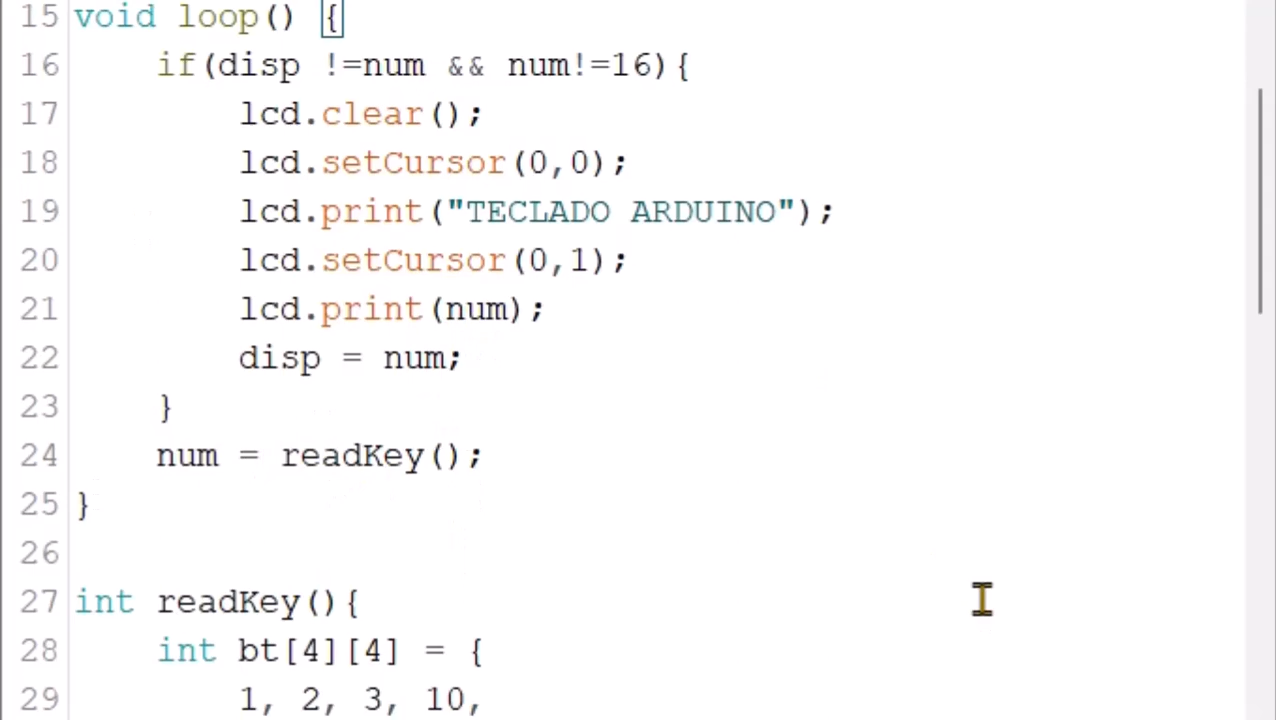 15 void loop() {
16     if(disp !=num && num!=16){
17         lcd.clear();
18         lcd.setCursor(0,0);
19         lcd.print("TECLADO ARDUINO");
20         lcd.setCursor(0,1);
21         lcd.print(num);
22         disp = num;
23     }
24     num = readKey();
25 }
26
27 int readKey(){
28     int bt[4][4] = {
29         1, 2, 3, 10,